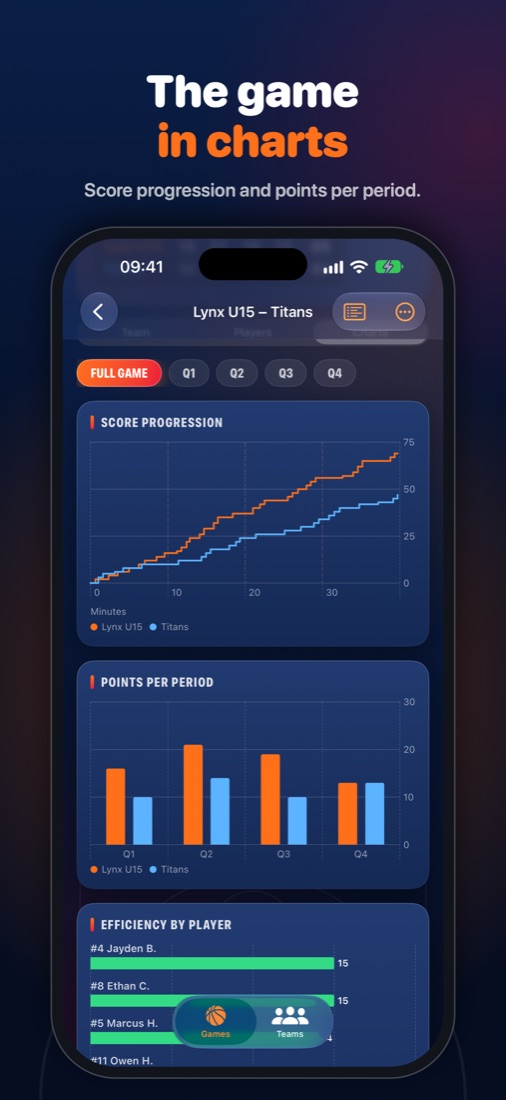 The game
in charts
Score progression and points per period.
09:41
Lynx U15 – Titans
Team Players Charts
FULL GAME Q1 Q2 Q3 Q4
SCORE PROGRESSION
75
50
25
0
0 10 20 30
Minutes
Lynx U15 Titans
POINTS PER PERIOD
30
20
10
0
Q1 Q2 Q3 Q4
Lynx U15 Titans
EFFICIENCY BY PLAYER
#4 Jayden B.
15
#8 Ethan C.
15
#5 Marcus H.
Games Teams
#11 Owen H.